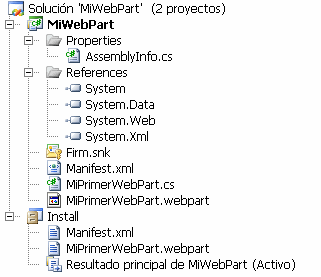 Solución 'MiWebPart' (2 proyectos)
MiWebPart
Properties
AssemblyInfo.cs
References
System
System.Data
System.Web
System.Xml
Firm.snk
Manifest.xml
MiPrimerWebPart.cs
MiPrimerWebPart.webpart
Install
Manifest.xml
MiPrimerWebPart.webpart
Resultado principal de MiWebPart (Activo)